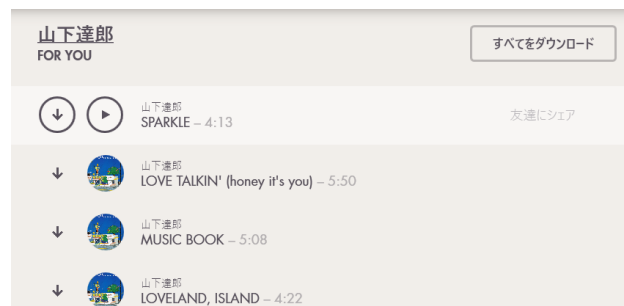 山下達郎
FOR YOU
すべてをダウンロード
山下達郎
SPARKLE – 4:13
友達にシェア
山下達郎
LOVE TALKIN' (honey it's you) – 5:50
山下達郎
MUSIC BOOK – 5:08
山下達郎
LOVELAND, ISLAND – 4:22